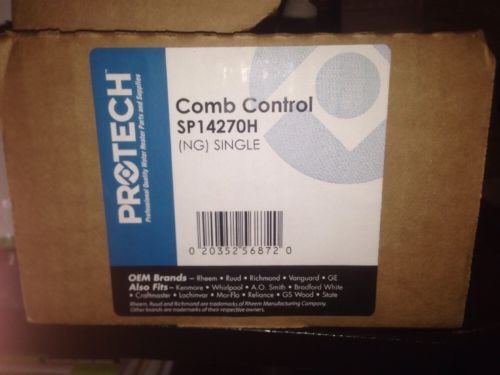 PROTECH
Professional Quality Water Heater Parts and Supplies
Comb Control
SP14270H
(NG) SINGLE
0 20352 56872 0
OEM Brands – Rheem • Ruud • Richmond • Vanguard • GE
Also Fits – Kenmore • Whirlpool • A.O. Smith • Bradford White
• Craftmaster • Lochinvar • Mor-Flo • Reliance • GS Wood • State
Rheem, Ruud and Richmond are trademarks of Rheem Manufacturing Company.
Other brands are trademarks of their respective owners.